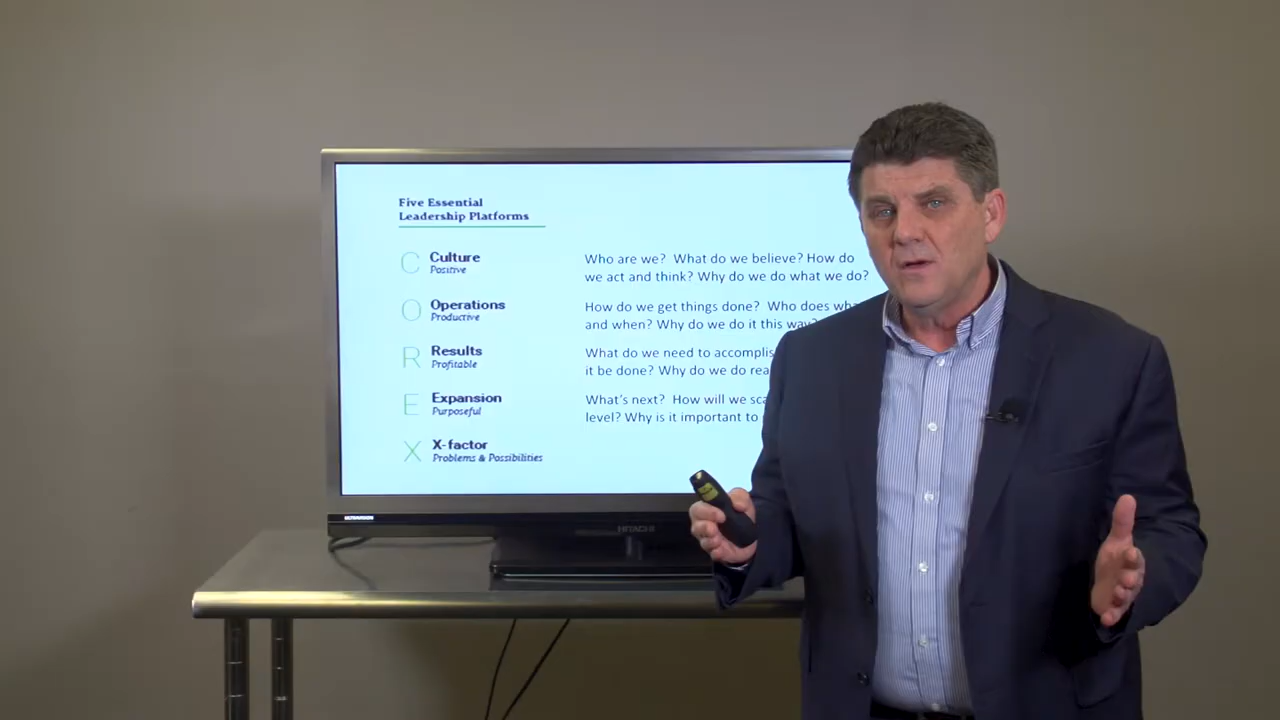 Five Essential
Leadership Platforms
C Culture
Positive
Who are we? What do we believe? How do
we act and think? Why do we do what we do?
O Operations
Productive
How do we get things done? Who does
and when? Why do we do it this way?
R Results
Profitable
What do we need to
it be done? Why do we do
E Expansion
Purposeful
What's next? How will we
level? Why is it important to
X X-factor
Problems & Possibilities
ULTRAVISION
HITACHI